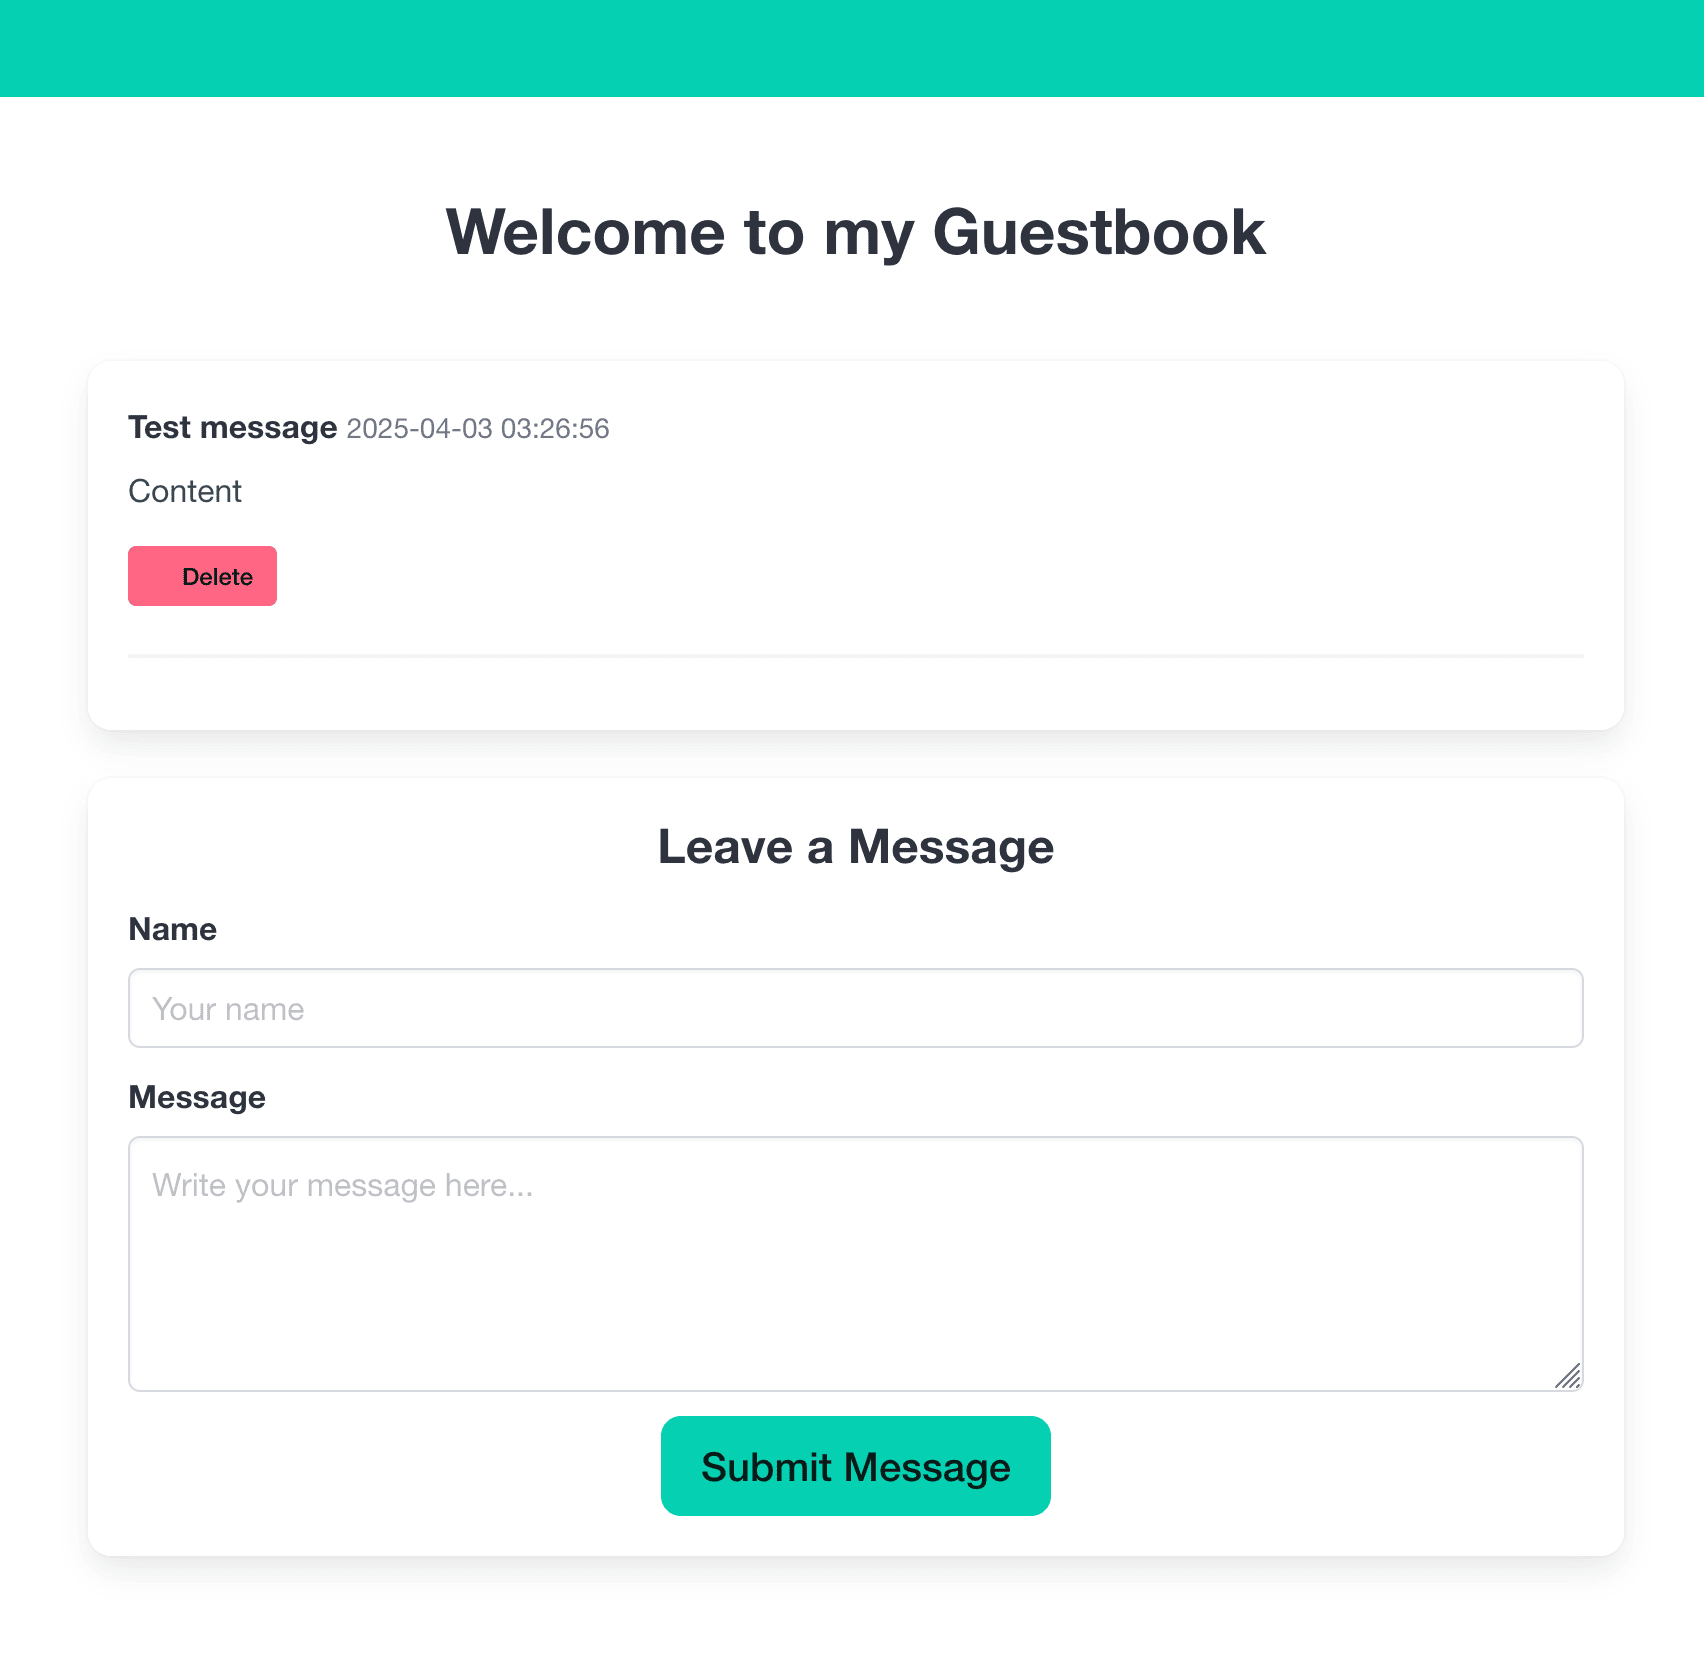 Welcome to my Guestbook
Test message 2025-04-03 03:26:56
Content
Delete
Leave a Message
Name
Your name
Message
Write your message here...
Submit Message